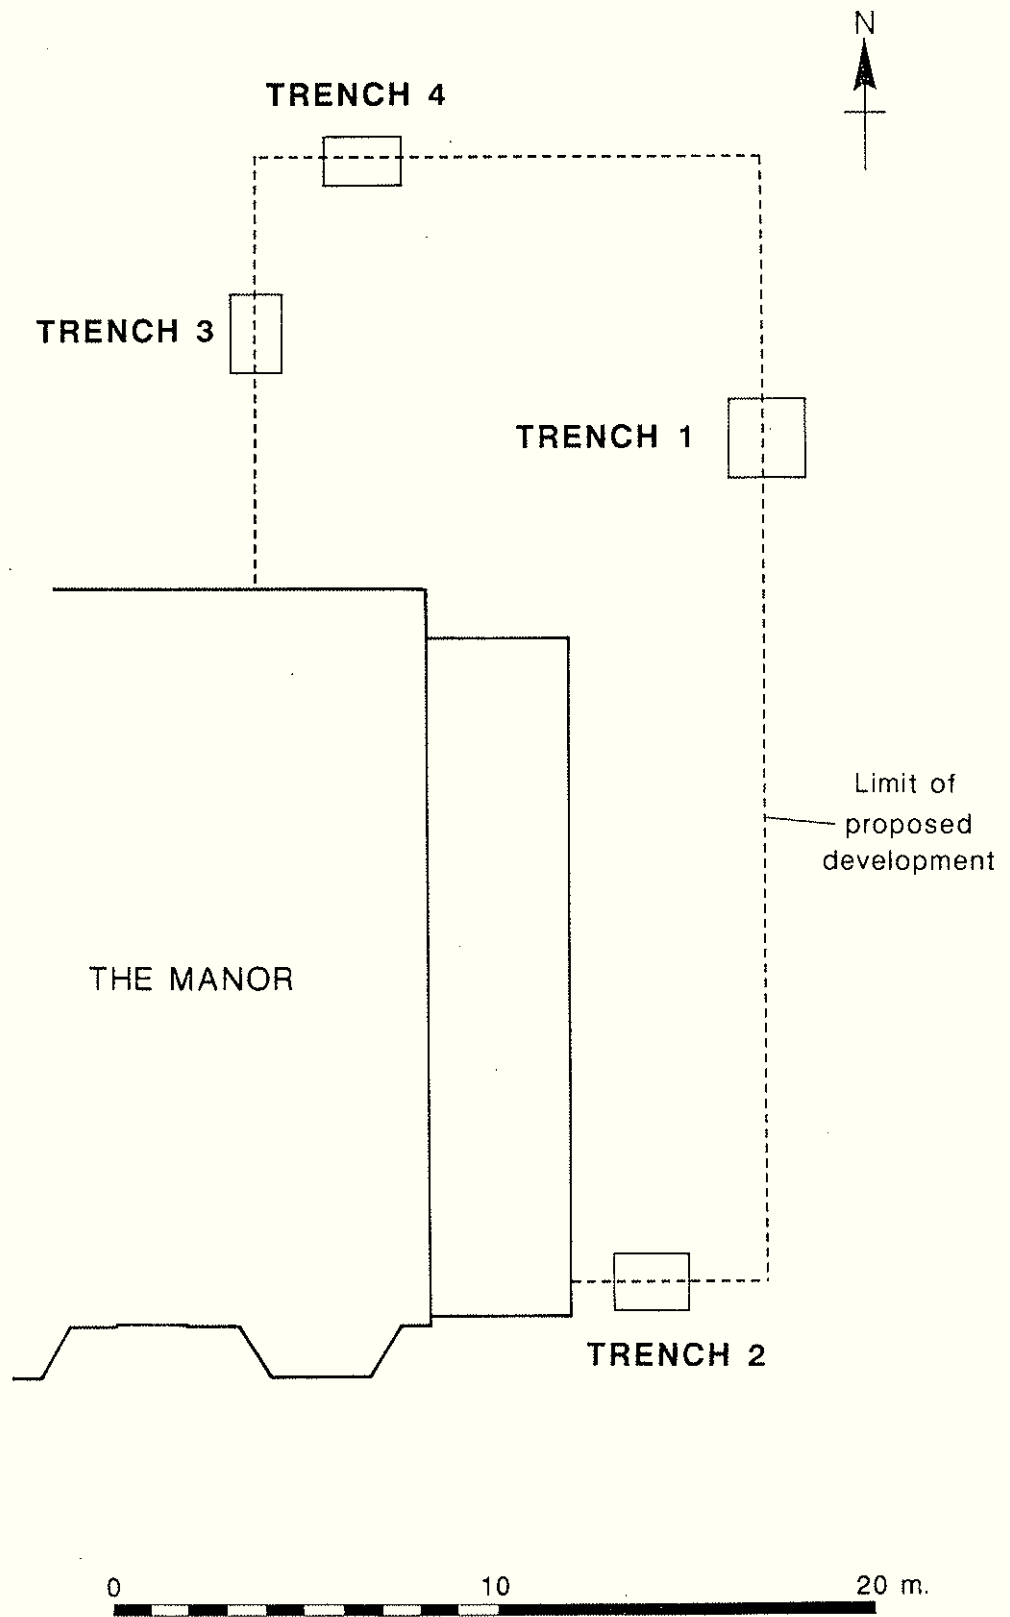 N
TRENCH 4
TRENCH 3
TRENCH 1
Limit of
proposed
development
THE MANOR
TRENCH 2
0 10 20 m.